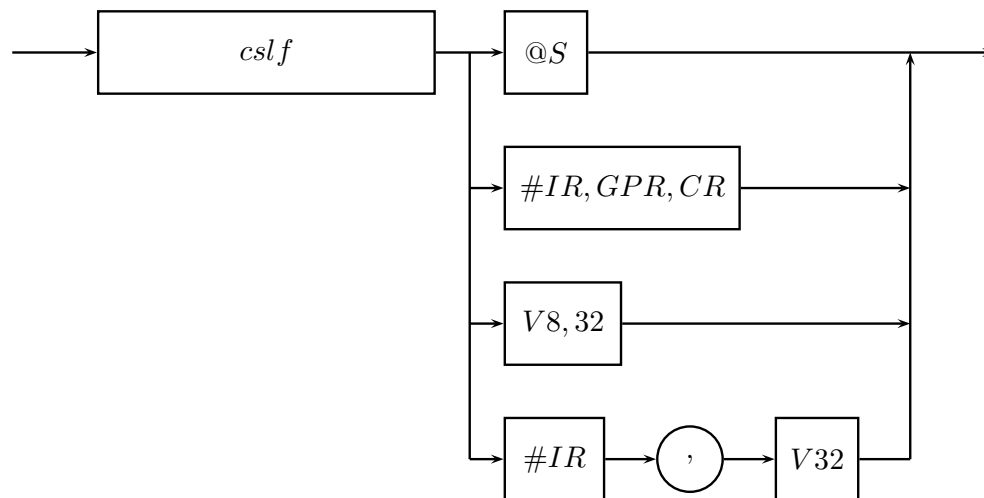 cslf @S
#IR, GPR, CR
V8, 32
#IR , V32